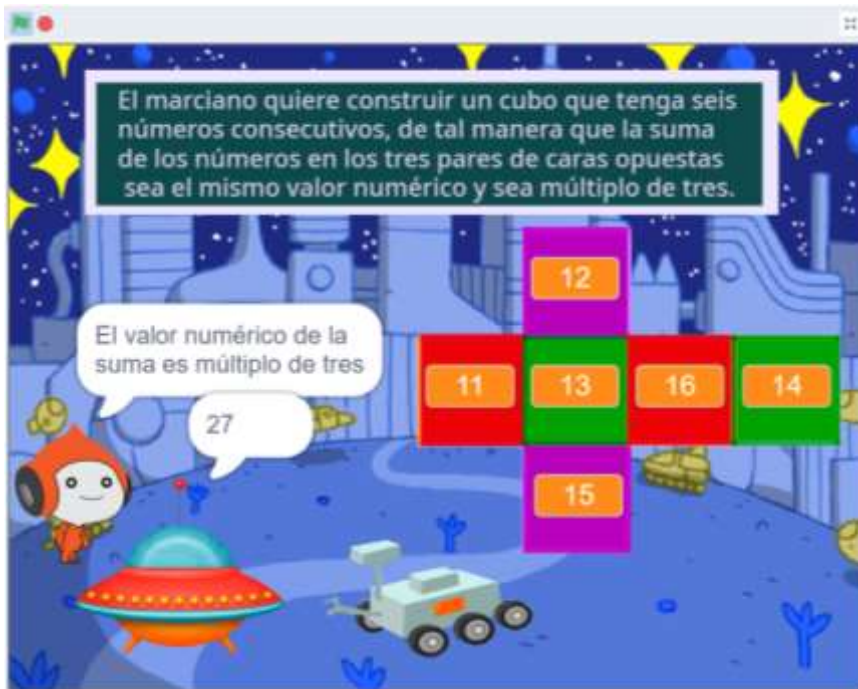 El marciano quiere construir un cubo que tenga seis
números consecutivos, de tal manera que la suma
de los números en los tres pares de caras opuestas
sea el mismo valor numérico y sea múltiplo de tres.
12
El valor numérico de la
suma es múltiplo de tres
11 13 16 14
27
15